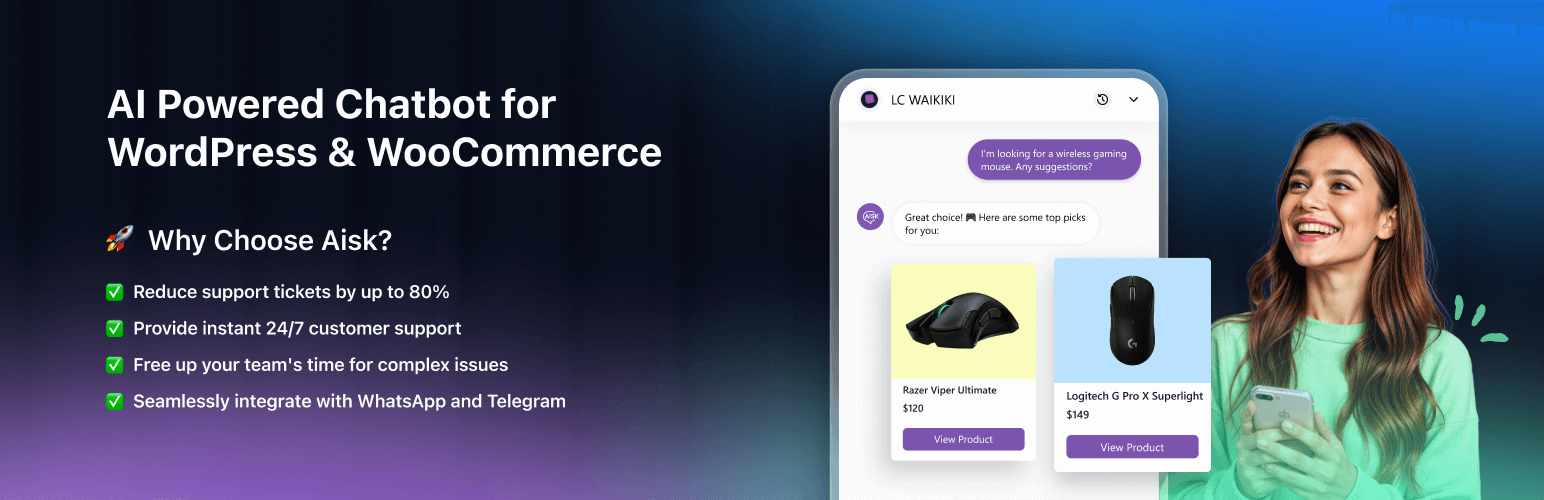 AI Powered Chatbot for
WordPress & WooCommerce
🚀 Why Choose Aisk?
✅ Reduce support tickets by up to 80%
✅ Provide instant 24/7 customer support
✅ Free up your team's time for complex issues
✅ Seamlessly integrate with WhatsApp and Telegram
LC WAIKIKI
I'm looking for a wireless gaming
mouse. Any suggestions?
AISK
Great choice! 🎮 Here are some top picks
for you:
Razer Viper Ultimate
$120
View Product
G
Logitech G Pro X Superlight
$149
View Product